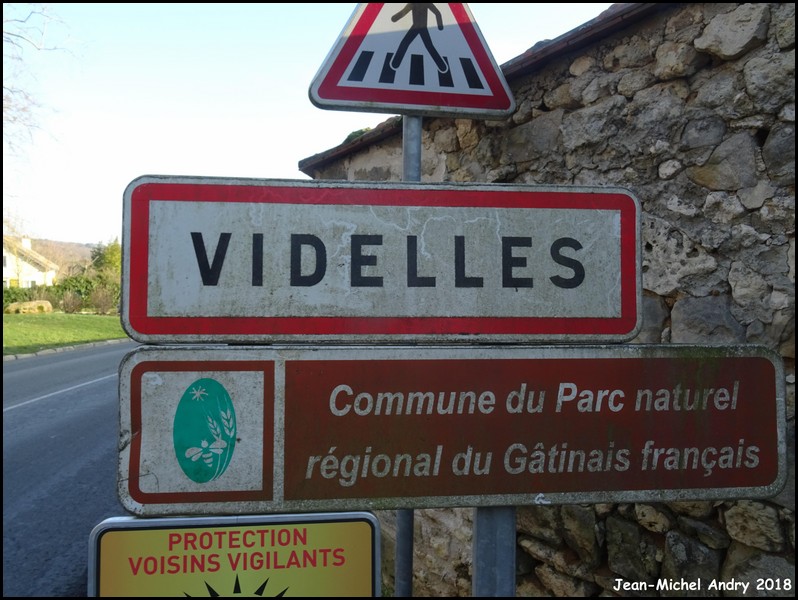 VIDELLES
Commune du Parc naturel
régional du Gâtinais français
PROTECTION
VOISINS VIGILANTS
Jean-Michel Andry 2018